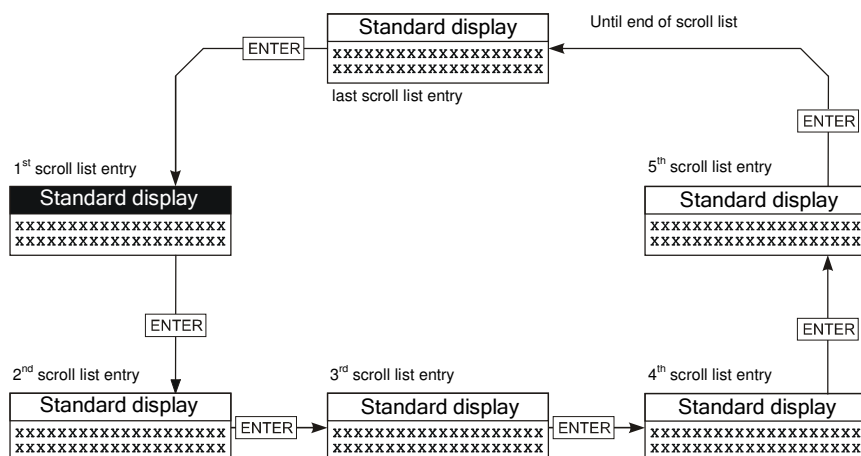 Standard display
xxxxxxxxxxxxxxxxxxxx
xxxxxxxxxxxxxxxxxxxx
last scroll list entry
Until end of scroll list
ENTER
ENTER
1st scroll list entry
Standard display
xxxxxxxxxxxxxxxxxxxx
xxxxxxxxxxxxxxxxxxxx
5th scroll list entry
Standard display
xxxxxxxxxxxxxxxxxxxx
xxxxxxxxxxxxxxxxxxxx
ENTER
ENTER
2nd scroll list entry
Standard display
xxxxxxxxxxxxxxxxxxxx
xxxxxxxxxxxxxxxxxxxx
ENTER
3rd scroll list entry
Standard display
xxxxxxxxxxxxxxxxxxxx
xxxxxxxxxxxxxxxxxxxx
ENTER
4th scroll list entry
Standard display
xxxxxxxxxxxxxxxxxxxx
xxxxxxxxxxxxxxxxxxxx